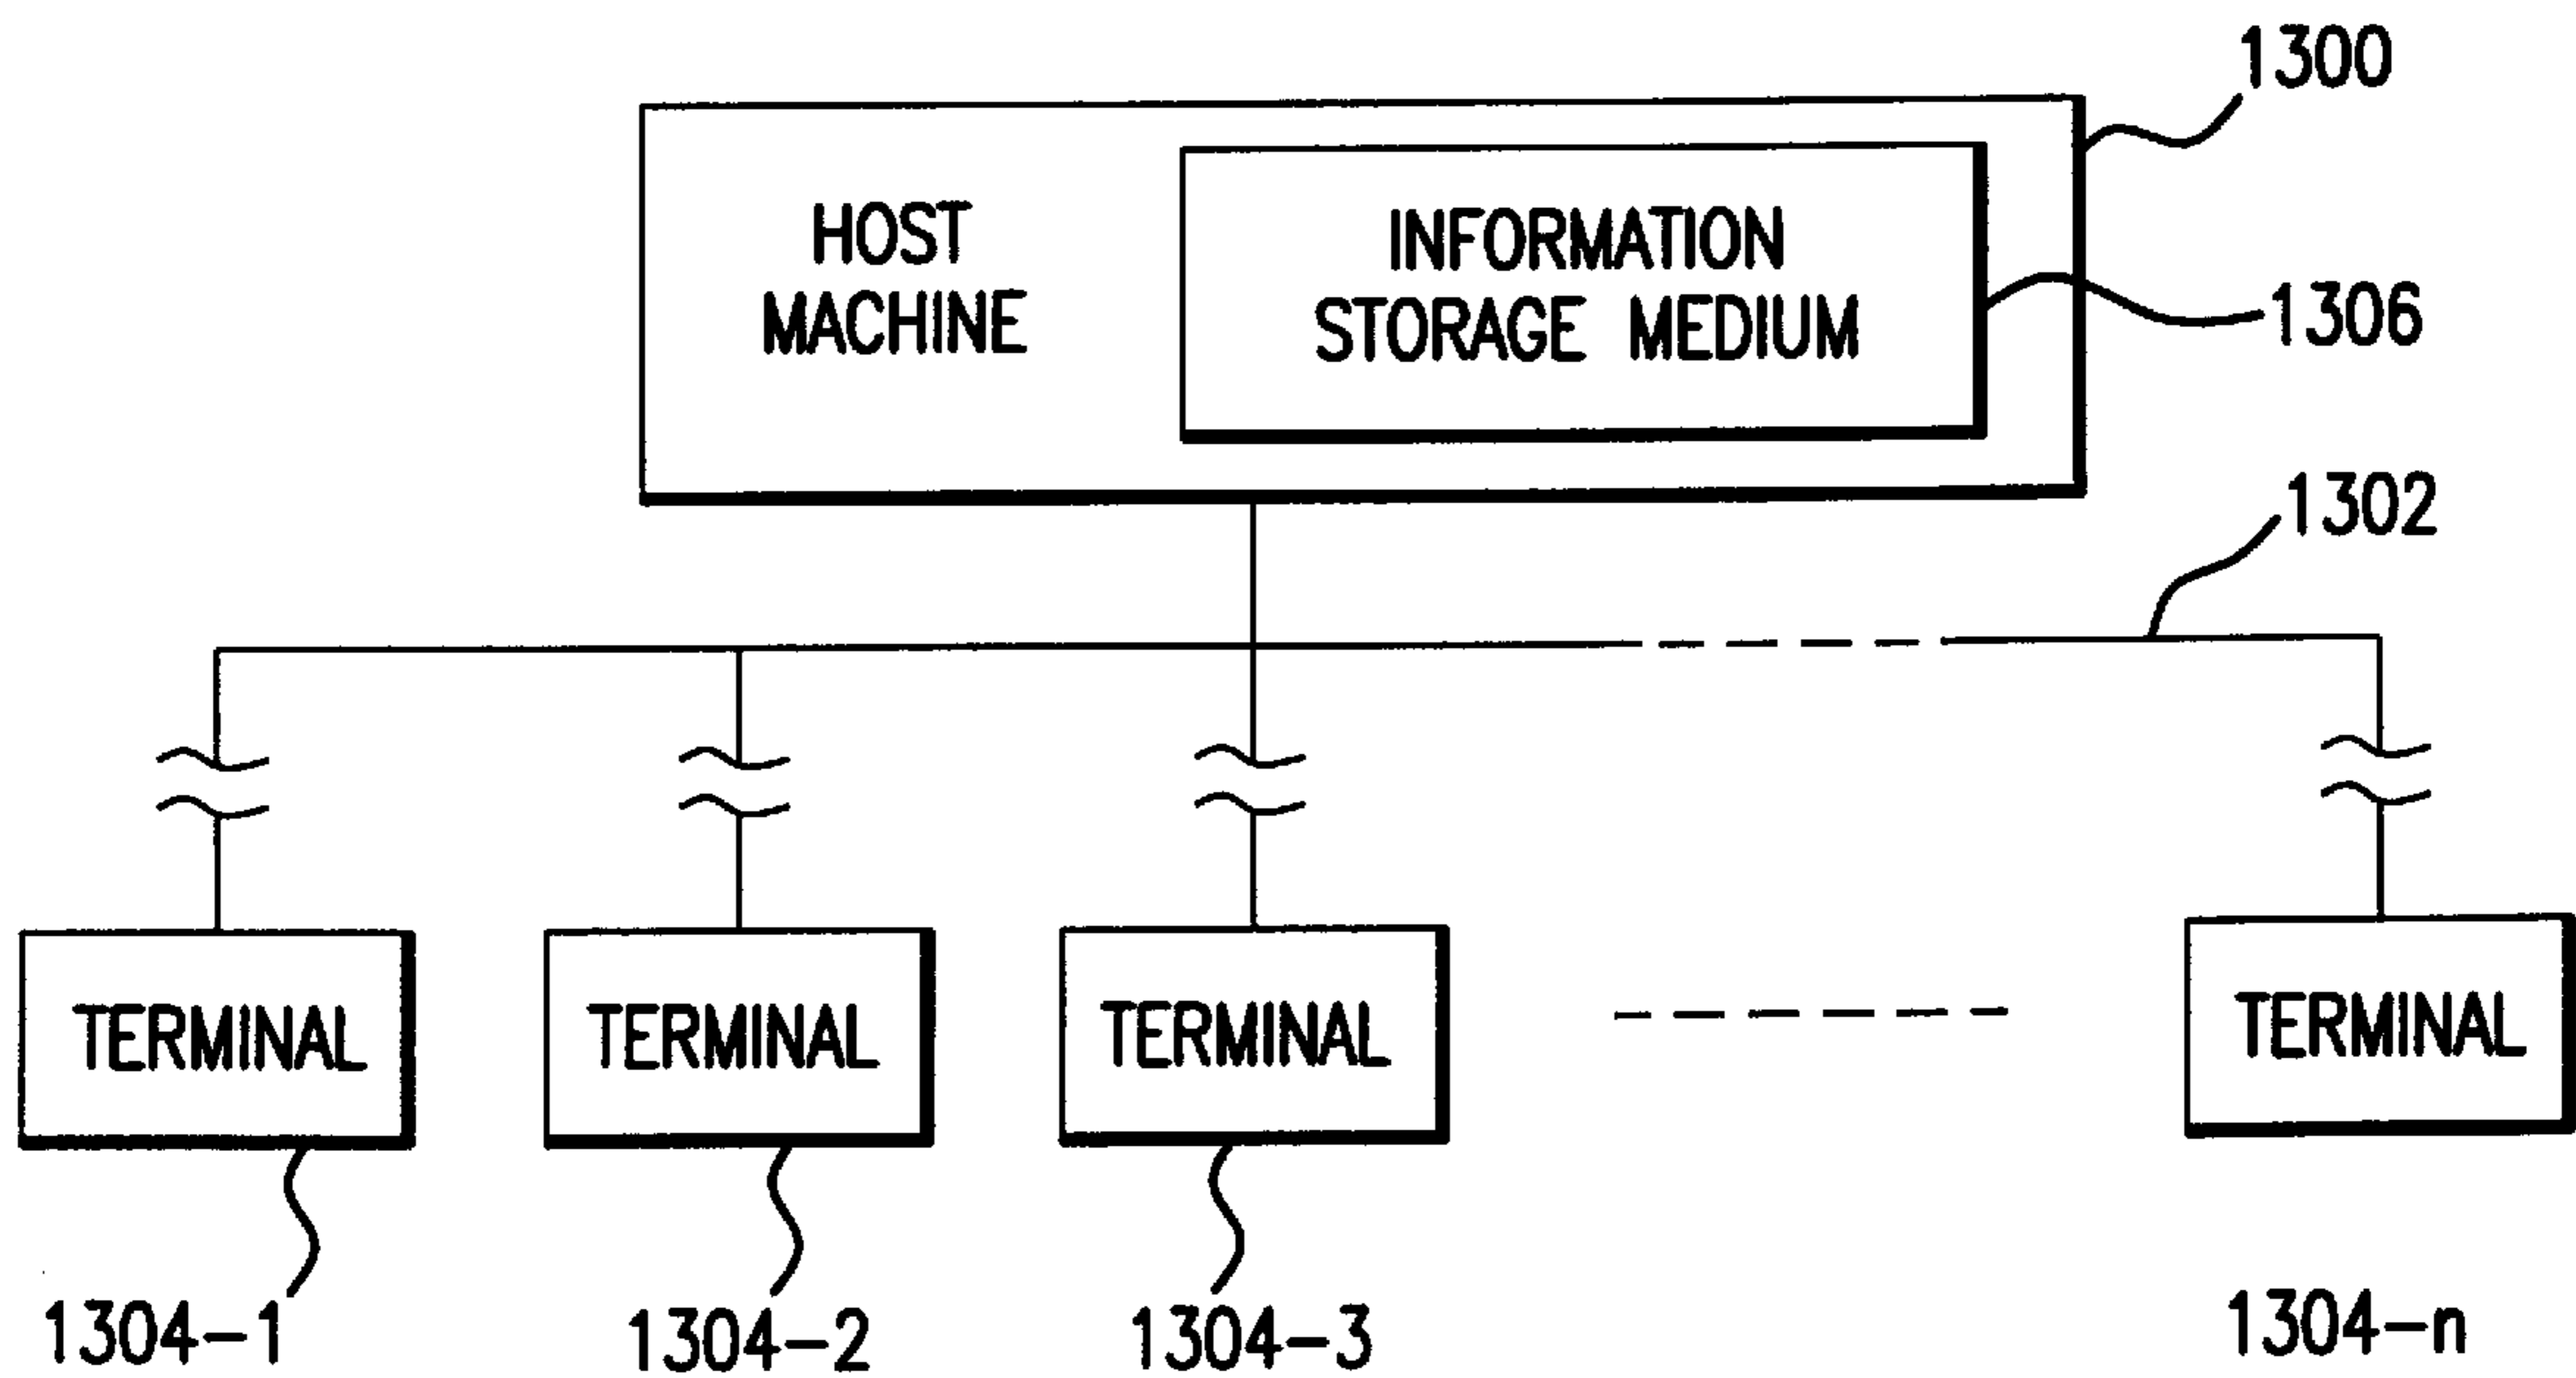 1300
HOST
MACHINE
INFORMATION
STORAGE MEDIUM
1306
1302
TERMINAL
TERMINAL
TERMINAL
TERMINAL
1304-1
1304-2
1304-3
1304-n